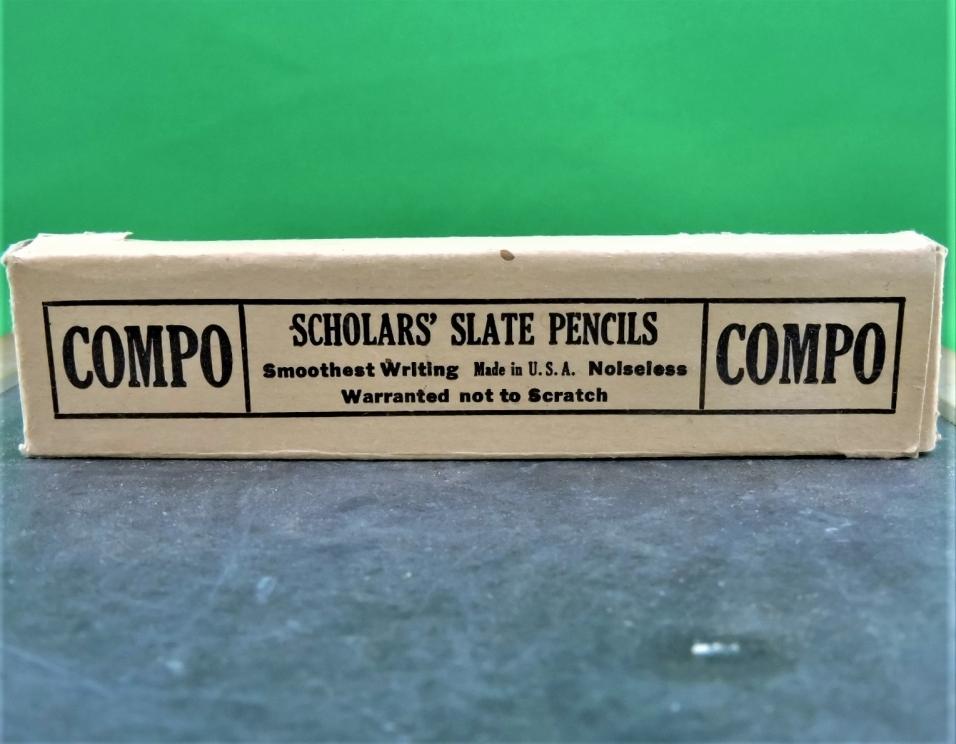 COMPO
SCHOLARS' SLATE PENCILS
Smoothest Writing Made in U.S.A. Noiseless
Warranted not to Scratch
COMPO